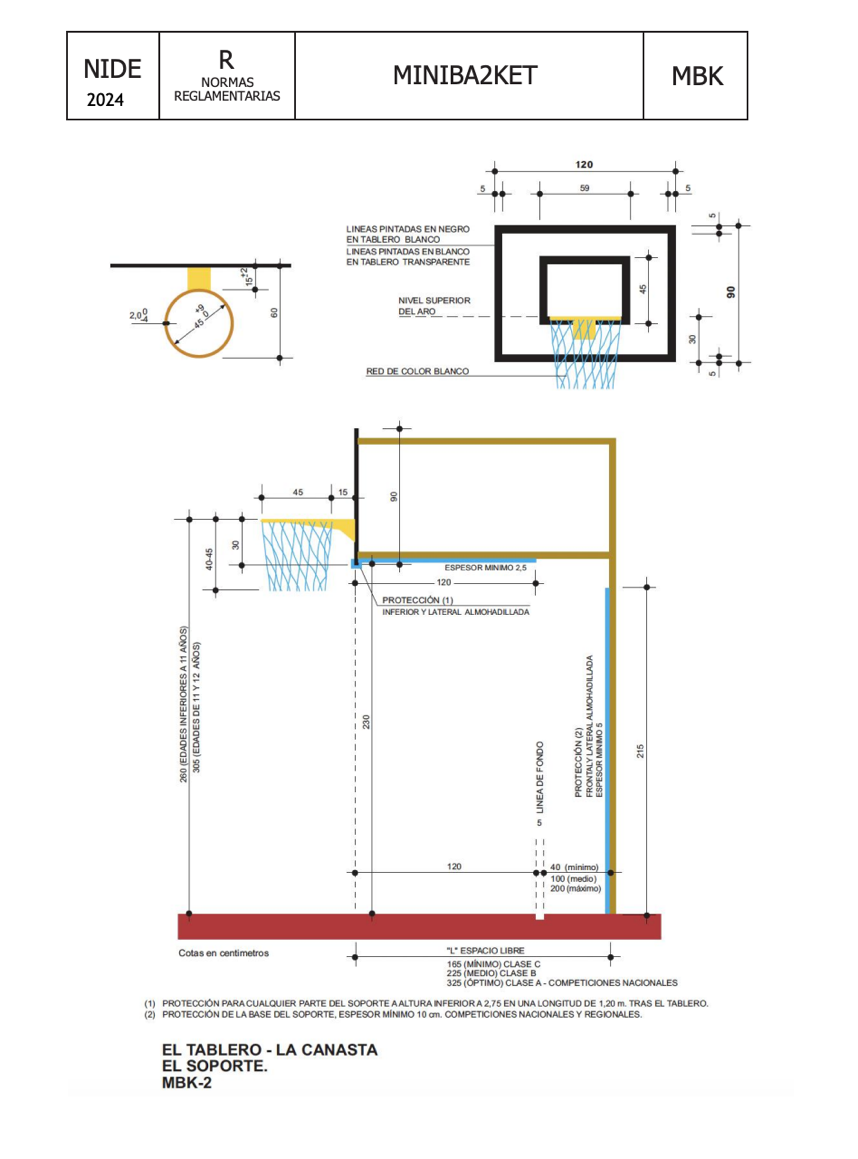 NIDE
2024
R
NORMAS
REGLAMENTARIAS
MINIBA2KET
MBK
120
5
59
5
LINEAS PINTADAS EN NEGRO
EN TABLERO BLANCO
LINEAS PINTADAS EN BLANCO
EN TABLERO TRANSPARENTE
5
45
90
NIVEL SUPERIOR
DEL ARO
30
RED DE COLOR BLANCO
5
15±2
+9
45 0
60
2,0 0
-4
45
15
90
30
40-45
ESPESOR MINIMO 2,5
120
PROTECCIÓN (1)
INFERIOR Y LATERAL ALMOHADILLADA
260 (EDADES INFERIORES A 11 AÑOS)
305 (EDADES DE 11 Y 12 AÑOS)
230
5 LINEA DE FONDO
PROTECCIÓN (2)
FRONTAL Y LATERAL ALMOHADILLADA
ESPESOR MINIMO 5
215
120
40 (mínimo)
100 (medio)
200 (máximo)
Cotas en centimetros
"L" ESPACIO LIBRE
165 (MÍNIMO) CLASE C
225 (MEDIO) CLASE B
325 (ÓPTIMO) CLASE A - COMPETICIONES NACIONALES
(1) PROTECCIÓN PARA CUALQUIER PARTE DEL SOPORTE A ALTURA INFERIOR A 2,75 EN UNA LONGITUD DE 1,20 m. TRAS EL TABLERO.
(2) PROTECCIÓN DE LA BASE DEL SOPORTE, ESPESOR MÍNIMO 10 cm. COMPETICIONES NACIONALES Y REGIONALES.
EL TABLERO - LA CANASTA
EL SOPORTE.
MBK-2